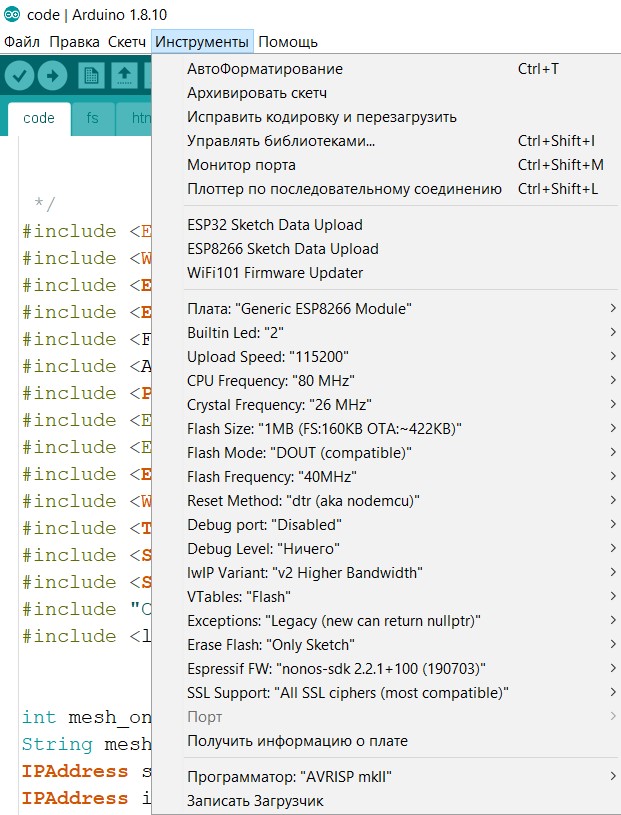 code | Arduino 1.8.10
Файл Правка Скетч Инструменты Помощь
АвтоФорматирование Ctrl+T
Архивировать скетч
Исправить кодировку и перезагрузить
Управлять библиотеками... Ctrl+Shift+I
Монитор порта Ctrl+Shift+M
Плоттер по последовательному соединению Ctrl+Shift+L
ESP32 Sketch Data Upload
ESP8266 Sketch Data Upload
WiFi101 Firmware Updater
Плата: "Generic ESP8266 Module"
Builtin Led: "2"
Upload Speed: "115200"
CPU Frequency: "80 MHz"
Crystal Frequency: "26 MHz"
Flash Size: "1MB (FS:160KB OTA:~422KB)"
Flash Mode: "DOUT (compatible)"
Flash Frequency: "40MHz"
Reset Method: "dtr (aka nodemcu)"
Debug port: "Disabled"
Debug Level: "Ничего"
lwIP Variant: "v2 Higher Bandwidth"
VTables: "Flash"
Exceptions: "Legacy (new can return nullptr)"
Erase Flash: "Only Sketch"
Espressif FW: "nonos-sdk 2.2.1+100 (190703)"
SSL Support: "All SSL ciphers (most compatible)"
Порт
Получить информацию о плате
Программатор: "AVRISP mkII"
Записать Загрузчик
code fs htn
*/
#include <E
#include <W
#include <E
#include <E
#include <F
#include <A
#include <P
#include <E
#include <E
#include <E
#include <W
#include <T
#include <S
#include <S
#include "C
#include <l
int mesh_on
String mesh
IPAddress s
IPAddress i